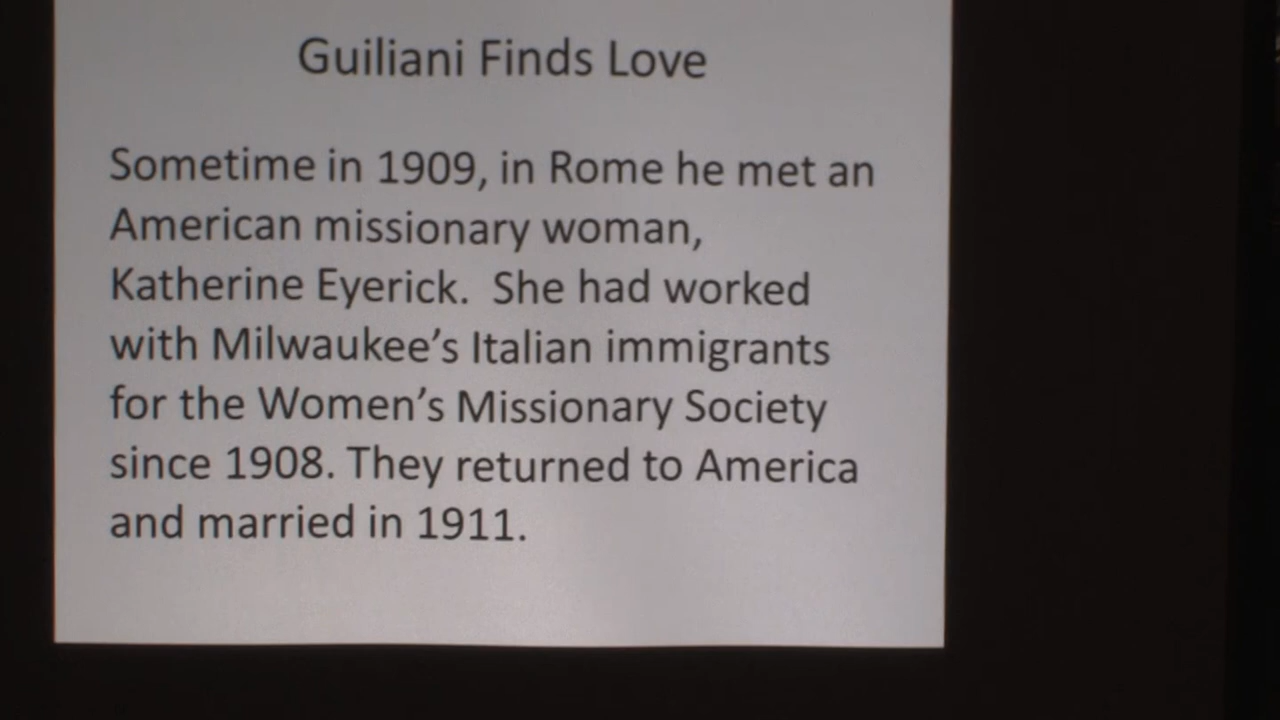 Guiliani Finds Love
Sometime in 1909, in Rome he met an
American missionary woman,
Katherine Eyerick.  She had worked
with Milwaukee’s Italian immigrants
for the Women’s Missionary Society
since 1908. They returned to America
and married in 1911.